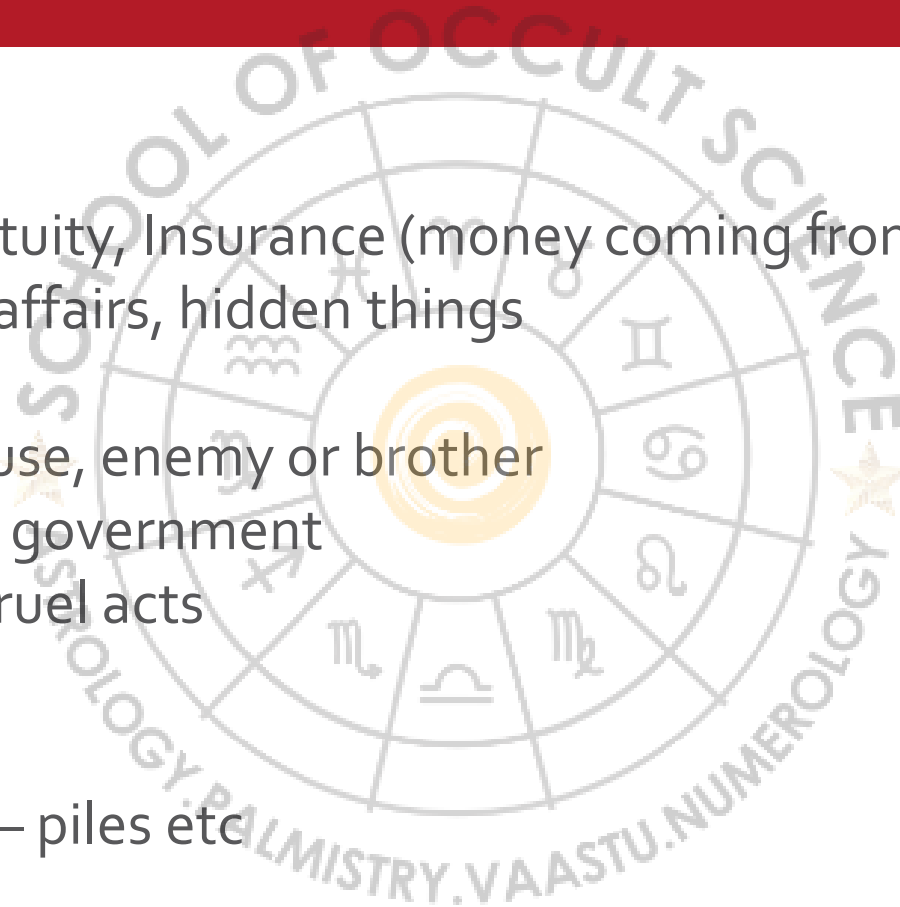 SCHOOL OF OCCULT SCIENCE
tuity, Insurance (money coming from
affairs, hidden things
use, enemy or brother
government
ruel acts
– piles etc
ASTROLOGY.PALMISTRY.VAASTU.NUMEROLOGY